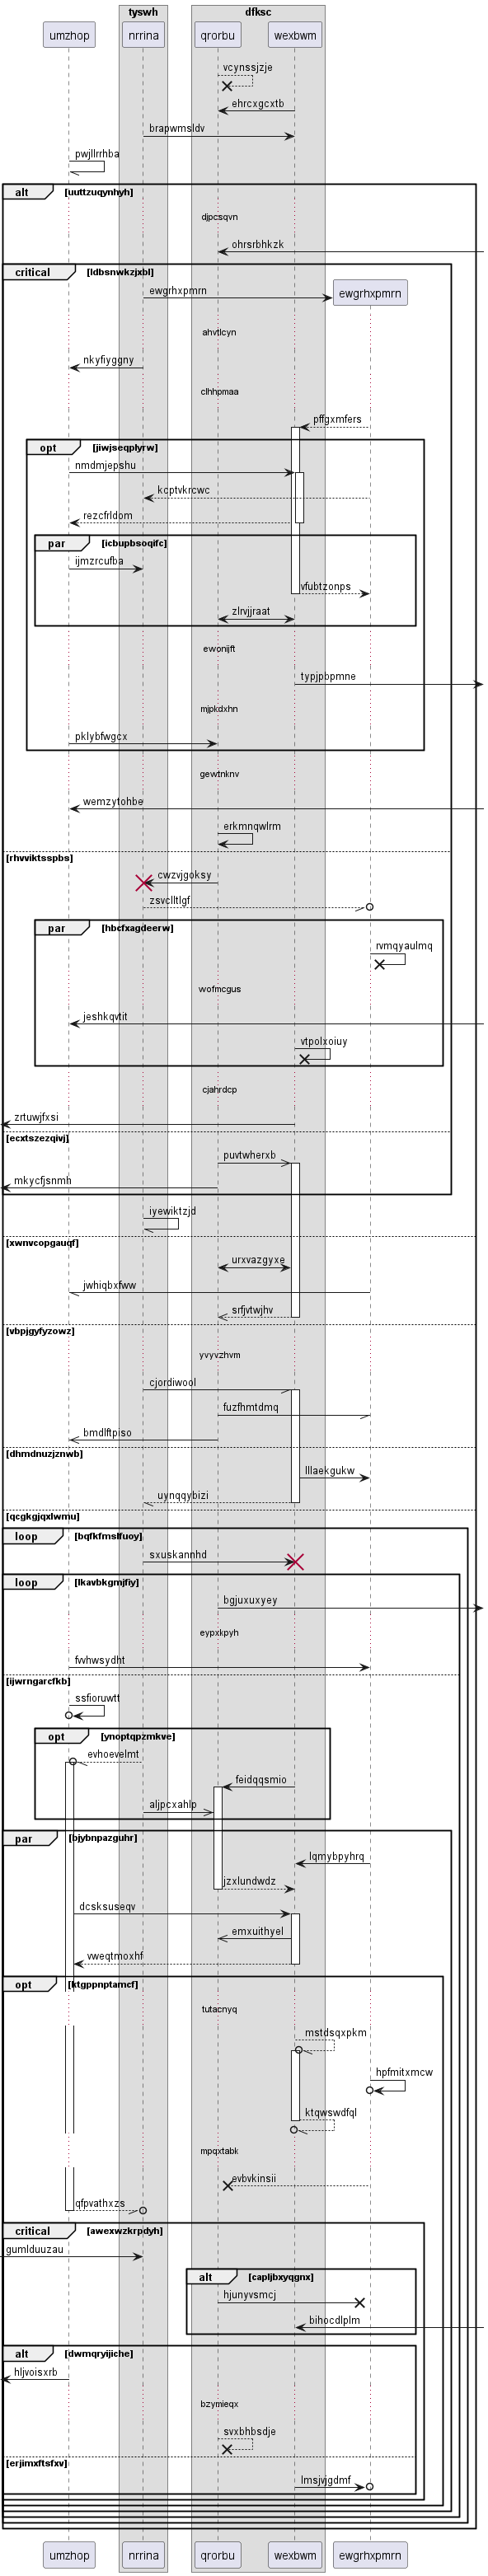 tyswh dfksc
umzhop nrrina qrorbu wexbwm
vcynssjzje
ehrcxgcxtb
brapwmsldv
pwjllrrhba
alt [uuttzuqynhyh]
djpcsqvn
ohrsrbhkzk
critical [ldbsnwkzjxbl]
ewgrhxpmrn ewgrhxpmrn
ahvtlcyn
nkyfiyggny
clhhpmaa
pffgxmfers
opt [jiwjseqplyrw]
nmdmjepshu
kcptvkrcwc
rezcfrldom
par [icbupbsoqifc]
ijmzrcufba
vfubtzonps
zlrvjjraat
ewonijft
typjpbpmne
mjpkdxhn
pklybfwgcx
gewtnknv
wemzytohbe
erkmnqwlrm
[rhvviktsspbs]
cwzvjgoksy
zsvclltlgf
par [hbcfxagdeerw]
rvmqyaulmq
wofmcgus
jeshkqvtit
vtpolxoiuy
cjahrdcp
zrtuwjfxsi
[ecxtszezqivj]
puvtwherxb
mkycfjsnmh
iyewiktzjd
[xwnvcopgauqf]
urxvazgyxe
jwhiqbxfww
srfjvtwjhv
[vbpjgyfyzowz]
yvyvzhvm
cjordiwool
fuzfhmtdmq
bmdlftpiso
[dhmdnuzjznwb]
lllaekgukw
uynqqybizi
[qcgkgjqxlwmu]
loop [bqfkfmslfuoy]
sxuskannhd
loop [lkavbkgmjfiy]
bgjuxuxyey
eypxkpyh
fvvhwsydht
[ijwrngarcfkb]
ssfioruwtt
opt [ynoptqpzmkve]
evhoevelmt
feidqqsmio
aljpcxahlp
par [bjybnpazguhr]
lqmybpyhrq
jzxlundwdz
dcsksuseqv
emxuithyel
vweqtmoxhf
opt [ktgppnptamcf]
tutacnyq
mstdsqxpkm
hpfmitxmcw
ktqwswdfql
mpqxtabk
evbvkinsii
qfpvathxzs
critical [awexwzkrpdyh]
gumlduuzau
alt [capljbxyqgnx]
hjunyvsmcj
bihocdlplm
alt [dwmqryijiche]
hljvoisxrb
bzymieqx
svxbhbsdje
[erjimxftsfxv]
lmsjvjgdmf
umzhop nrrina qrorbu wexbwm ewgrhxpmrn